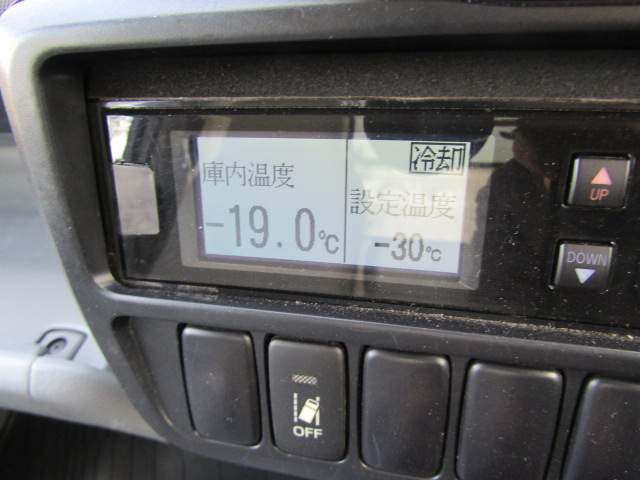 庫内温度
-19.0℃
冷却
設定温度
-30℃
UP
DOWN
OFF